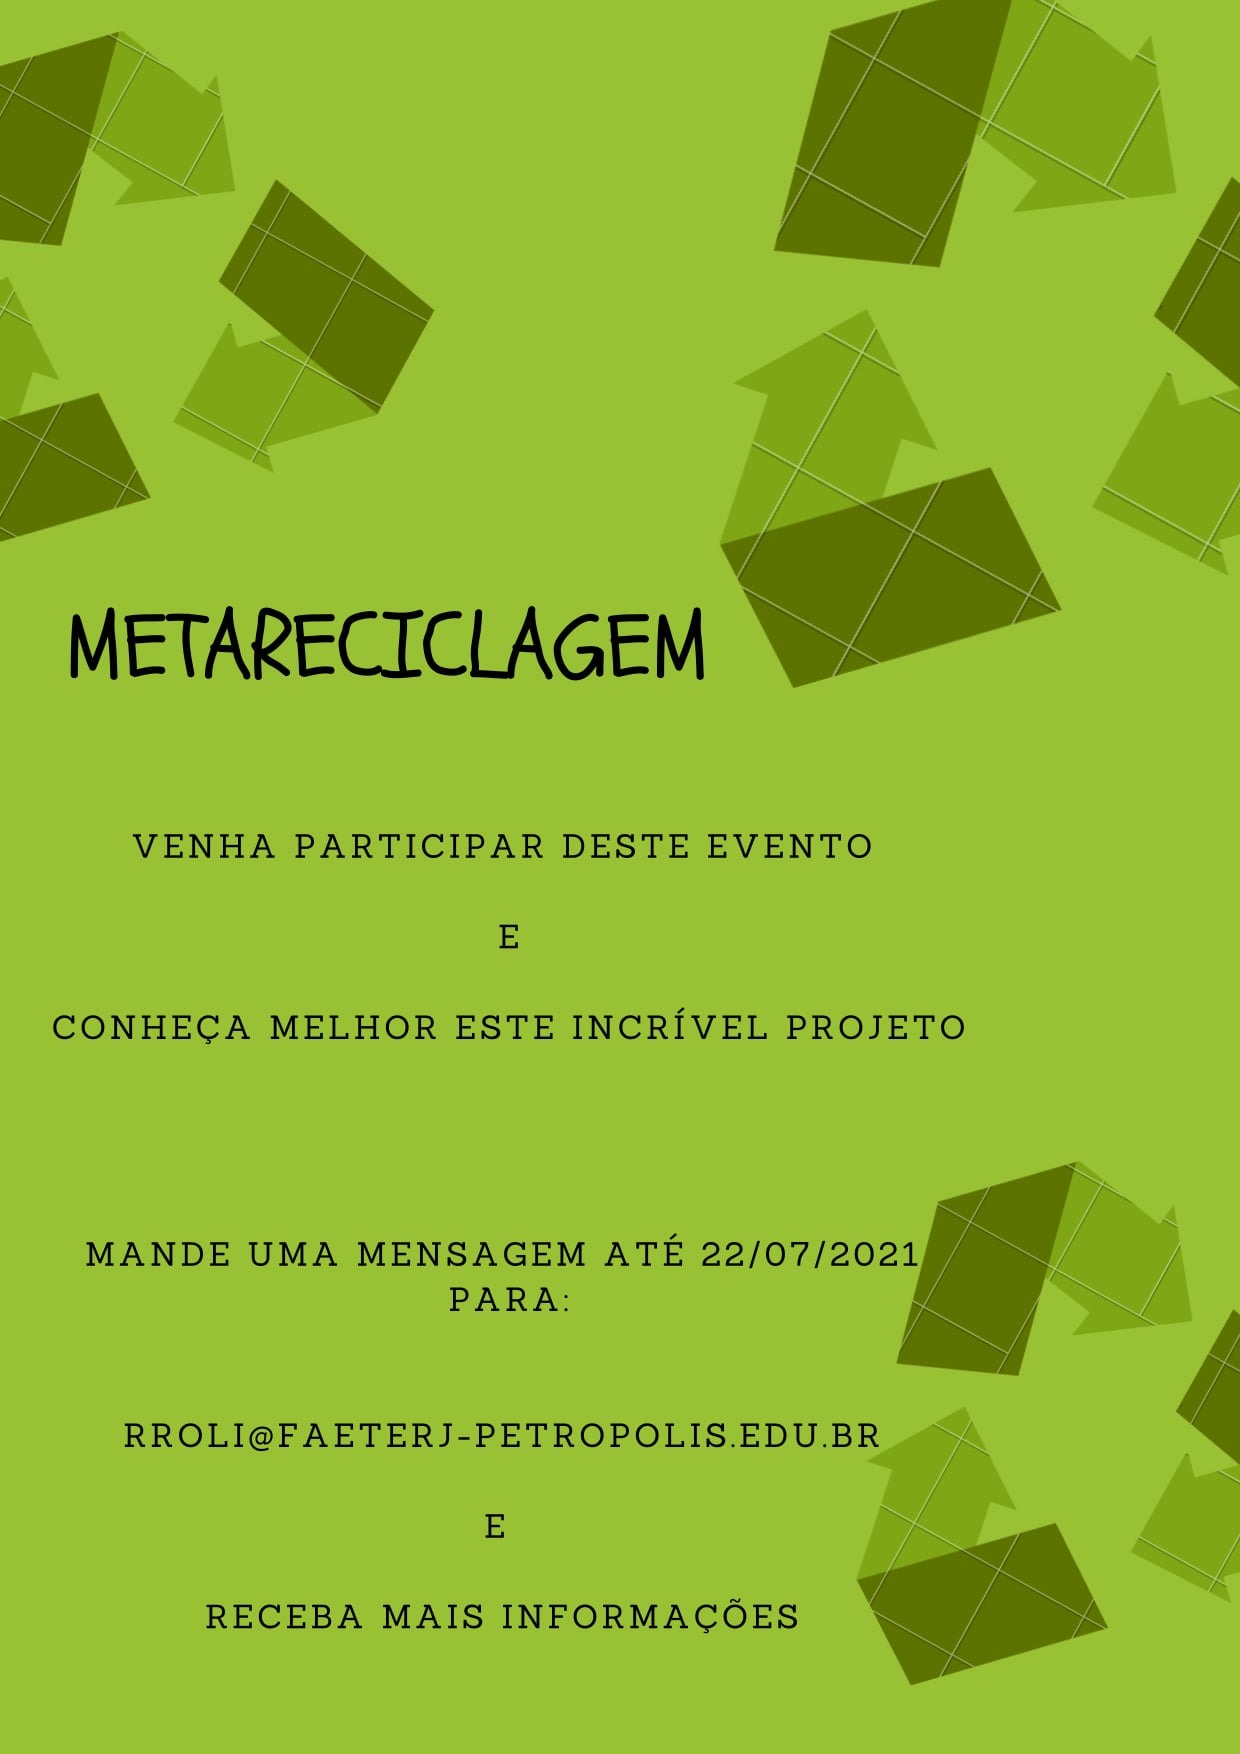 METARECICLAGEM
VENHA PARTICIPAR DESTE EVENTO
E
CONHEÇA MELHOR ESTE INCRÍVEL PROJETO
MANDE UMA MENSAGEM ATÉ 22/07/2021
PARA:
RROLI@FAETERJ-PETROPOLIS.EDU.BR
E
RECEBA MAIS INFORMAÇÕES